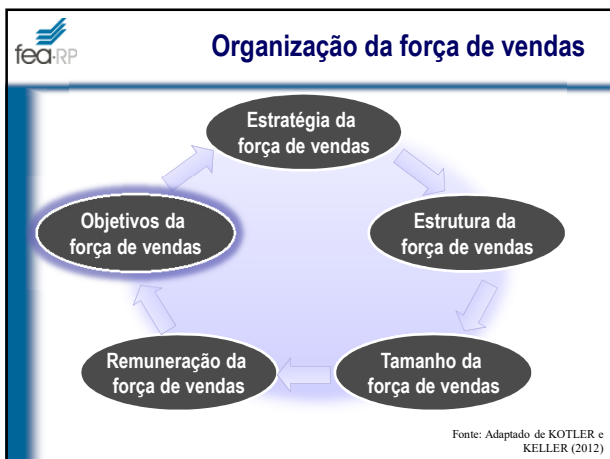 fea-RP
Organização da força de vendas
Estratégia da
força de vendas
Objetivos da
força de vendas
Estrutura da
força de vendas
Remuneração da
força de vendas
Tamanho da
força de vendas
Fonte: Adaptado de KOTLER e
KELLER (2012)